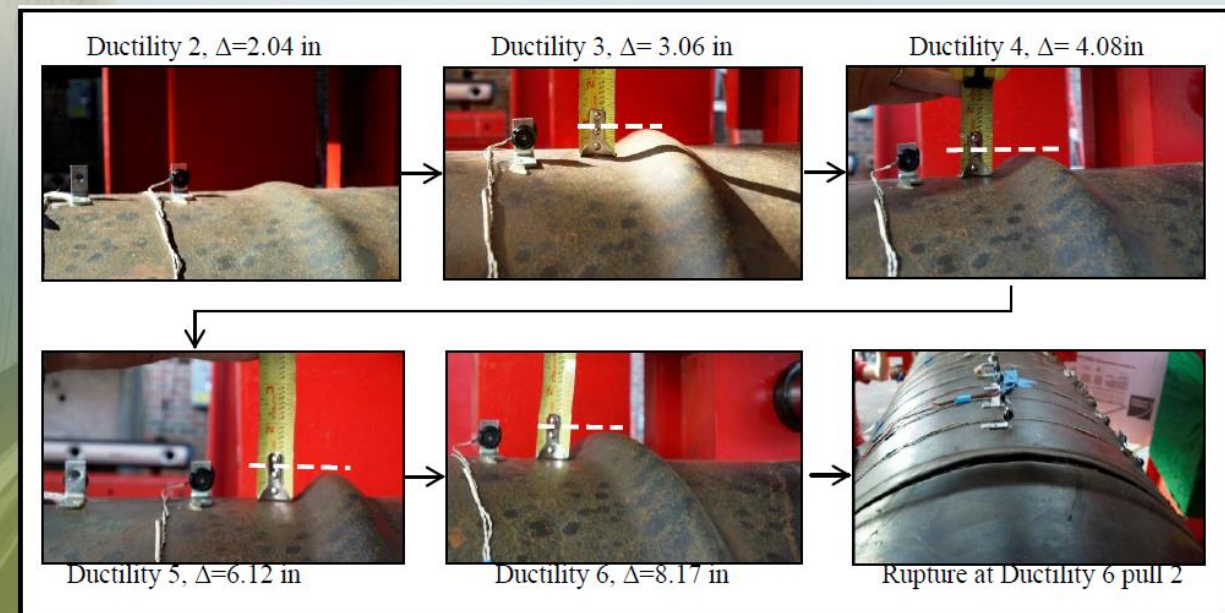 Ductility 2, Δ=2.04 in
Ductility 3, Δ= 3.06 in
Ductility 4, Δ= 4.08in
Ductility 5, Δ=6.12 in
Ductility 6, Δ=8.17 in
Rupture at Ductility 6 pull 2